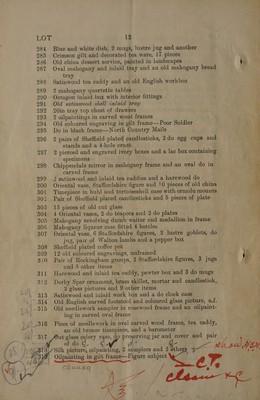 LOT 12
284 Blue and white dish, 2 mugs, lustre jug and another
285 Crimson gilt and decorated tea ware, 17 pieces
286 Old china dessert service, painted in landscapes
287 Oval mahogany and inlaid tray and an old mahogany bread
tray
288 Satinwood tea caddy and an old English workbox
289 2 mahogany quartetto tables
290 Octagon inlaid box with interior fittings
291 Old satinwood shell inlaid tray
292 20in tray top chest of drawers
293 2 oilpaintings in carved wood frames
294 Old coloured engraving in gilt frame—Poor Soldier
295 Do in black frame—North Country Mails
296 2 pairs of Sheffield plated candlesticks, 2 do egg cups and
stands and a 4-hole cruet
297 2 pierced and engraved ivory boxes and a lac box containing
specimens
298 Chippendale mirror in mahogany frame and an oval do in
carved frame
299 2 satinwood and inlaid tea caddies and a harewood do
300 Oriental vase, Staffordshire figure and 10 pieces of old china
301 Timepiece in buhl and tortoiseshell case with ormolu mounts
302 Pair of Sheffield plated candlesticks and 5 pieces of plate
303 13 pieces of old cut glass
304 4 Oriental vases, 2 do teapots and 2 do plates
305 Mahogany revolving dumb waiter and medallion in frame
306 Mahogany liqueur case fitted 4 bottles
307 Oriental vase, 6 Staffordshire figures, 3 lustre goblets, do
jug, pair of Walton lambs and a pepper box
308 Sheffield plated coffee pot
309 12 old coloured engravings, unframed
310 Pair of Rockingham groups, 3 Staffordshire figures, 3 jugs
and 8 other items
311 Harewood and inlaid tea caddy, pewter box and 3 do mugs
312 Derby Spar ornament, brass skillet, mortar and candlestick,
2 glass pictures and 9 other items
313 Satinwood and inlaid work box and a do clock case
314 Old English carved boxwood and coloured glass picture, a.f.
315 Old needlework sampler in rosewood frame and an oilpaint-
ing in carved wood frame
316 Piece of needlework in oval carved wood frame, tea caddy,
an old bronze timepiece, and a barometer
317 Cut glass celery vase, do preserving jar and cover and pair
of do
318 Silk picture, oilpainting, 2 samplers and 2 others
319 Oilpainting in gilt frame—Figure subject